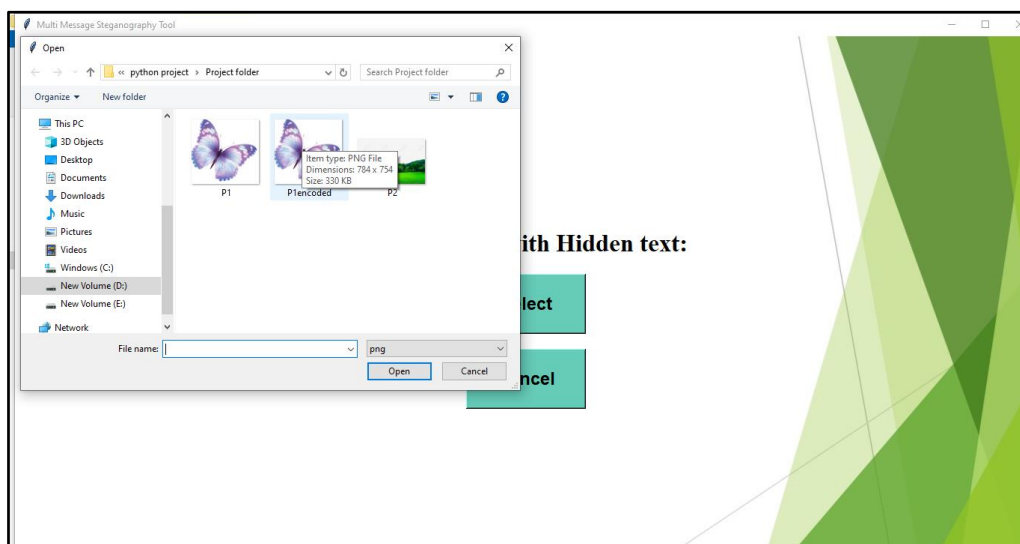 Multi Message Steganography Tool
Open
« python project › Project folder
Search Project folder
Organize
New folder
This PC
3D Objects
Desktop
Documents
Downloads
Music
Pictures
Videos
Windows (C:)
New Volume (D:)
New Volume (E:)
Network
P1
P1encoded
P2
Item type: PNG File
Dimensions: 784 x 754
Size: 330 KB
ith Hidden text:
lect
ncel
File name:
png
Open
Cancel